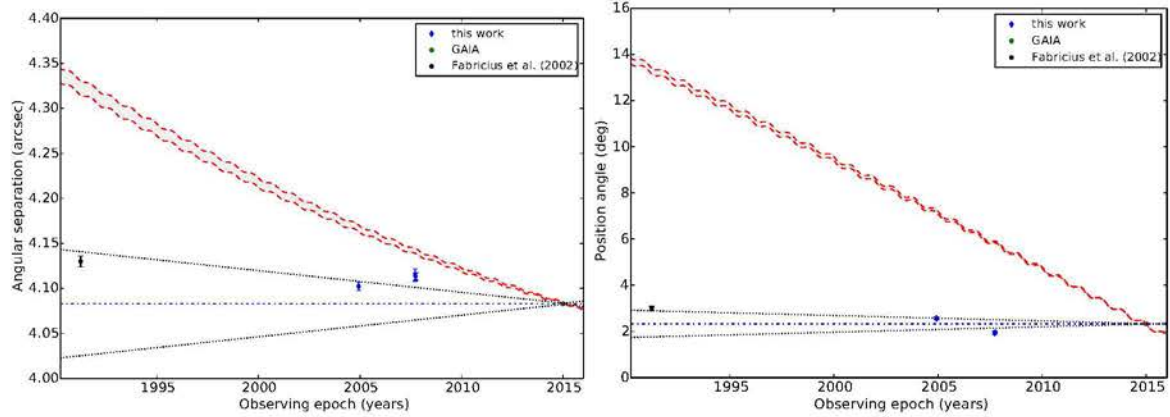 4.40
4.35
4.30
4.25
4.20
4.15
4.10
4.05
4.00
Angular separation (arcsec)
1995
2000
2005
2010
2015
Observing epoch (years)
this work
GAIA
Fabricius et al. (2002)
16
14
12
10
8
6
4
2
0
Position angle (deg)
1995
2000
2005
2010
2015
Observing epoch (years)
this work
GAIA
Fabricius et al. (2002)